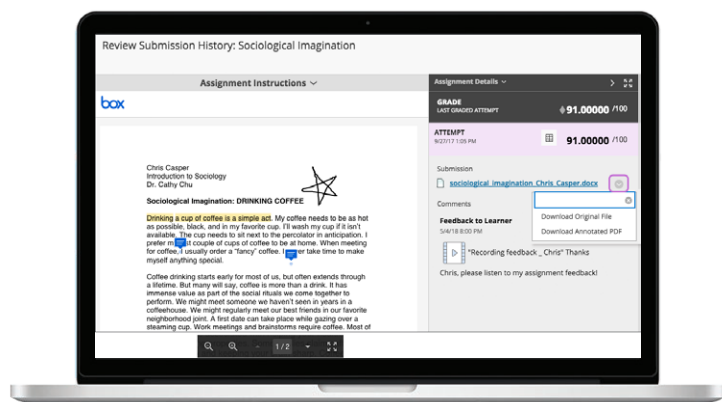 Review Submission History: Sociological Imagination
Assignment Instructions
box
Chris Casper
Introduction to Sociology
Dr. Cathy Chu
Sociological Imagination: DRINKING COFFEE
Drinking a cup of coffee is a simple act. My coffee needs to be as hot
as possible, black, and in my favorite cup. I'll wash my cup if it isn't
available. The cup needs to sit next to the percolator in anticipation. I
prefer my couple of cups of coffee to be at home. When meeting
for coffee, I usually order a "fancy" coffee. I take time to make
myself anything special.
Coffee drinking starts early for most of us, but often extends through
a lifetime. But many will say, coffee is more than a drink. It has
immense value as part of the social rituals we come together to
perform. We might meet someone we haven't seen in years in a
coffeehouse. We might regularly meet our best friends in our favorite
neighborhood joint. A first date can take place while gazing over a
steaming cup. Work meetings and brainstorms require coffee. Most of
1/2
Assignment Details
GRADE
LAST GRADED ATTEMPT
91.00000 /100
ATTEMPT
9/27/17 1:05 PM
91.00000 /100
Submission
sociological_imagination_Chris_Casper.docx
Comments
Download Original File
Download Annotated PDF
Feedback to Learner
5/4/18 8:00 PM
"Recording feedback _ Chris" Thanks
Chris, please listen to my assignment feedback!